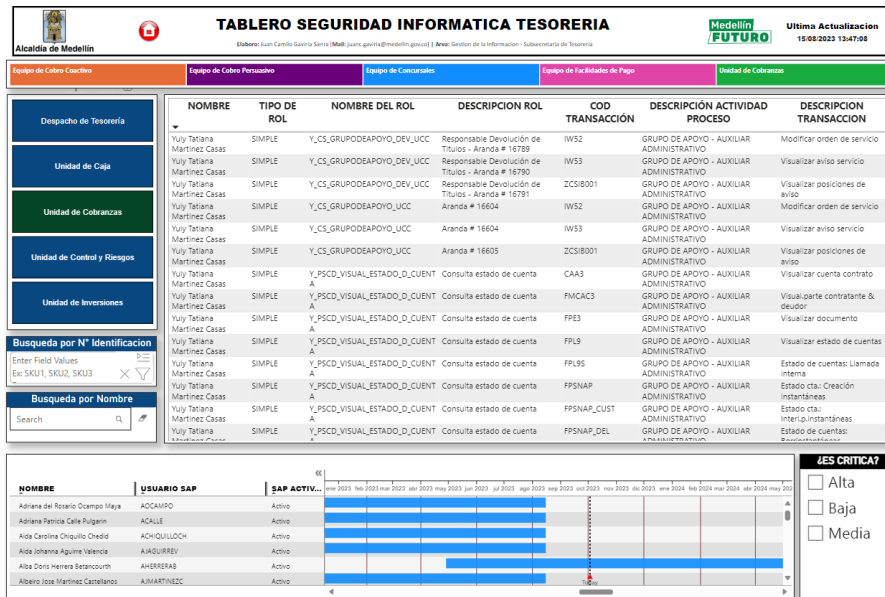 Alcaldía de Medellín
TABLERO SEGURIDAD INFORMATICA TESORERIA
Elaboro: Juan Camilo Gaviria Sierra |Mail: juanc.gaviria@medellin.gov.co| | Area: Gestion de la Informacion - Subsecretaria de Tesoreria
Medellín
FUTURO
Ultima Actualizacion
15/08/2023 13:47:08
Equipo de Cobro Coactivo
Equipo de Cobro Persuasivo
Equipo de Concursales
Equipo de Facilidades de Pago
Unidad de Cobranzas
Despacho de Tesorería
Unidad de Caja
Unidad de Cobranzas
Unidad de Control y Riesgos
Unidad de Inversiones
Busqueda por N° Identificacion
Enter Field Values
Ex: SKU1, SKU2, SKU3
Busqueda por Nombre
Search
NOMBRE TIPO DE ROL NOMBRE DEL ROL DESCRIPCION ROL COD TRANSACCIÓN DESCRIPCIÓN ACTIVIDAD PROCESO DESCRIPCION TRANSACCION
Yuly Tatiana Martinez Casas SIMPLE Y_CS_GRUPODEAPOYO_DEV_UCC Responsable Devolución de Titulos - Aranda # 16789 IW52 GRUPO DE APOYO - AUXILIAR ADMINISTRATIVO Modificar orden de servicio
Yuly Tatiana Martinez Casas SIMPLE Y_CS_GRUPODEAPOYO_DEV_UCC Responsable Devolución de Titulos - Aranda # 16790 IW53 GRUPO DE APOYO - AUXILIAR ADMINISTRATIVO Visualizar aviso servicio
Yuly Tatiana Martinez Casas SIMPLE Y_CS_GRUPODEAPOYO_DEV_UCC Responsable Devolución de Titulos - Aranda # 16791 ZCSIB001 GRUPO DE APOYO - AUXILIAR ADMINISTRATIVO Visualizar posiciones de aviso
Yuly Tatiana Martinez Casas SIMPLE Y_CS_GRUPODEAPOYO_UCC Aranda # 16604 IW52 GRUPO DE APOYO - AUXILIAR ADMINISTRATIVO Modificar orden de servicio
Yuly Tatiana Martinez Casas SIMPLE Y_CS_GRUPODEAPOYO_UCC Aranda # 16604 IW53 GRUPO DE APOYO - AUXILIAR ADMINISTRATIVO Visualizar aviso servicio
Yuly Tatiana Martinez Casas SIMPLE Y_CS_GRUPODEAPOYO_UCC Aranda # 16605 ZCSIB001 GRUPO DE APOYO - AUXILIAR ADMINISTRATIVO Visualizar posiciones de aviso
Yuly Tatiana Martinez Casas SIMPLE Y_PSCD_VISUAL_ESTADO_D_CUENTA Consulta estado de cuenta CAA3 GRUPO DE APOYO - AUXILIAR ADMINISTRATIVO Visualizar cuenta contrato
Yuly Tatiana Martinez Casas SIMPLE Y_PSCD_VISUAL_ESTADO_D_CUENTA Consulta estado de cuenta FMCAC3 GRUPO DE APOYO - AUXILIAR ADMINISTRATIVO Visual.parte contratante & deudor
Yuly Tatiana Martinez Casas SIMPLE Y_PSCD_VISUAL_ESTADO_D_CUENTA Consulta estado de cuenta FPE3 GRUPO DE APOYO - AUXILIAR ADMINISTRATIVO Visualizar documento
Yuly Tatiana Martinez Casas SIMPLE Y_PSCD_VISUAL_ESTADO_D_CUENTA Consulta estado de cuenta FPL9 GRUPO DE APOYO - AUXILIAR ADMINISTRATIVO Visualizar estado de cuentas
Yuly Tatiana Martinez Casas SIMPLE Y_PSCD_VISUAL_ESTADO_D_CUENTA Consulta estado de cuenta FPL9S GRUPO DE APOYO - AUXILIAR ADMINISTRATIVO Estado de cuentas: Llamada interna
Yuly Tatiana Martinez Casas SIMPLE Y_PSCD_VISUAL_ESTADO_D_CUENTA Consulta estado de cuenta FPSNAP GRUPO DE APOYO - AUXILIAR ADMINISTRATIVO Estado cta.: Creación instantáneas
Yuly Tatiana Martinez Casas SIMPLE Y_PSCD_VISUAL_ESTADO_D_CUENTA Consulta estado de cuenta FPSNAP_CUST GRUPO DE APOYO - AUXILIAR ADMINISTRATIVO Estado cta.: Interl.p.instantáneas
Yuly Tatiana SIMPLE Y_PSCD_VISUAL_ESTADO_D_CUENT Consulta estado de cuenta FPSNAP_DEL GRUPO DE APOYO - AUXILIAR Estado de cuentas:
NOMBRE USUARIO SAP SAP ACTIV... ene 2023 feb 2023 mar 2023 abr 2023 may 2023 jun 2023 jul 2023 ago 2023 sep 2023 oct 2023 nov 2023 dic 2023 ene 2024 feb 2024 mar 2024 abr 2024 may 202
Adriana del Rosario Ocampo Maya AOCAMPO Activo
Adriana Patricia Calle Pulgarin ACALLE Activo
Aida Carolina Chiquillo Chedid ACHIQUILLOCH Activo
Aida Johanna Aguirre Valencia AJAGUIRREV Activo
Alba Doris Herrera Betancourth AHERRERAB Activo
Albeiro Jose Martinez Castellanos AJMARTINEZC Activo
Today
¿ES CRITICA?
Alta
Baja
Media